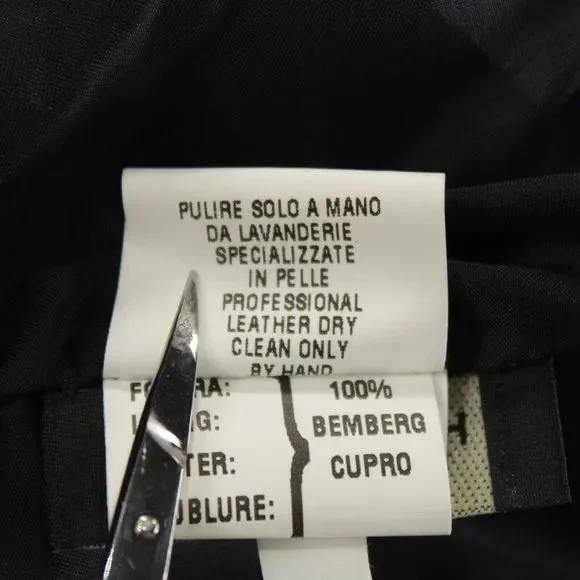 PULIRE SOLO A MANO
DA LAVANDERIE
SPECIALIZZATE
IN PELLE
PROFESSIONAL
LEATHER DRY
CLEAN ONLY
BY HAND
100%
BEMBERG
CUPRO